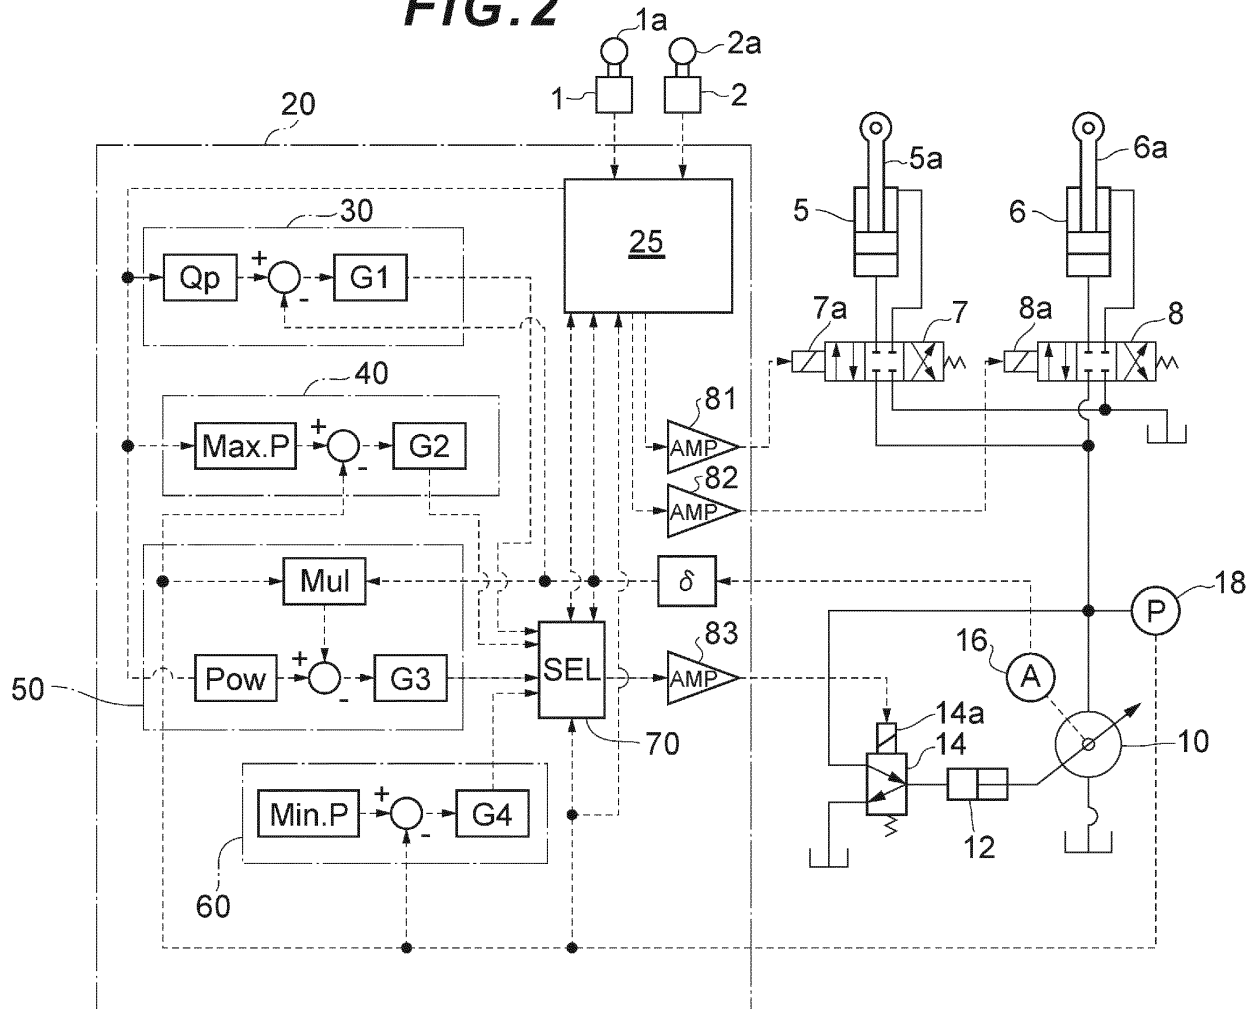 FIG. 2
1a
2a
1
2
20
5a
6a
30
25
5
6
Qp
+
-
G1
7a
7
8a
8
40
81
Max.P
+
-
G2
AMP
82
AMP
Mul
δ
18
P
83
16
50
Pow
+
-
G3
SEL
AMP
A
14a
70
14
10
Min.P
+
-
G4
12
60